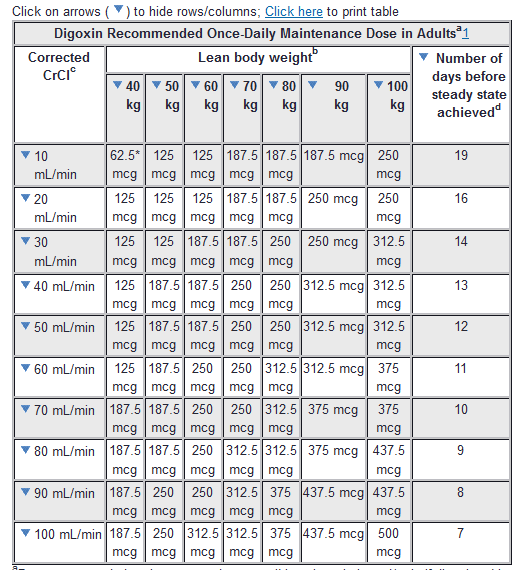 Click on arrows ( ▼ ) to hide rows/columns; Click here to print table
Digoxin Recommended Once-Daily Maintenance Dose in Adultsa1
Corrected CrClc Lean body weightb ▼ Number of days before steady state achievedd
▼ 40 kg ▼ 50 kg ▼ 60 kg ▼ 70 kg ▼ 80 kg ▼ 90 kg ▼ 100 kg
▼ 10 mL/min 62.5* mcg 125 mcg 125 mcg 187.5 mcg 187.5 mcg 187.5 mcg 250 mcg 19
▼ 20 mL/min 125 mcg 125 mcg 125 mcg 187.5 mcg 187.5 mcg 250 mcg 250 mcg 16
▼ 30 mL/min 125 mcg 125 mcg 187.5 mcg 187.5 mcg 250 mcg 250 mcg 312.5 mcg 14
▼ 40 mL/min 125 mcg 187.5 mcg 187.5 mcg 250 mcg 250 mcg 312.5 mcg 312.5 mcg 13
▼ 50 mL/min 125 mcg 187.5 mcg 187.5 mcg 250 mcg 250 mcg 312.5 mcg 312.5 mcg 12
▼ 60 mL/min 125 mcg 187.5 mcg 250 mcg 250 mcg 312.5 mcg 312.5 mcg 375 mcg 11
▼ 70 mL/min 187.5 mcg 187.5 mcg 250 mcg 250 mcg 312.5 mcg 375 mcg 375 mcg 10
▼ 80 mL/min 187.5 mcg 187.5 mcg 250 mcg 312.5 mcg 312.5 mcg 375 mcg 437.5 mcg 9
▼ 90 mL/min 187.5 mcg 250 mcg 250 mcg 312.5 mcg 375 mcg 437.5 mcg 437.5 mcg 8
▼ 100 mL/min 187.5 mcg 250 mcg 312.5 mcg 312.5 mcg 375 mcg 437.5 mcg 500 mcg 7